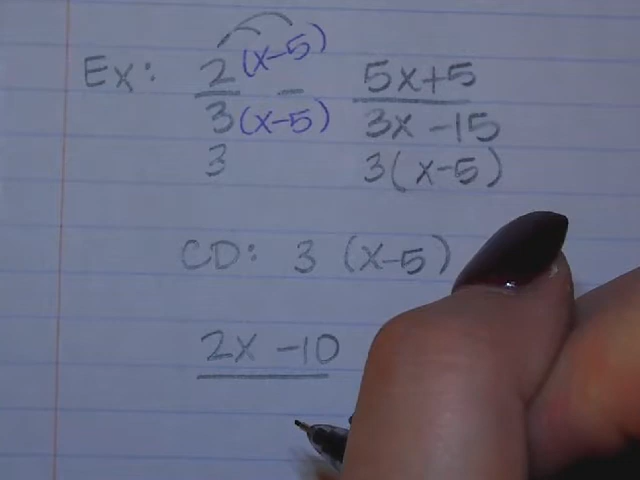 Ex: 2(x-5) - 5x+5
3(x-5) 3x-15
3 3(x-5)
CD: 3 (x-5)
2x-10